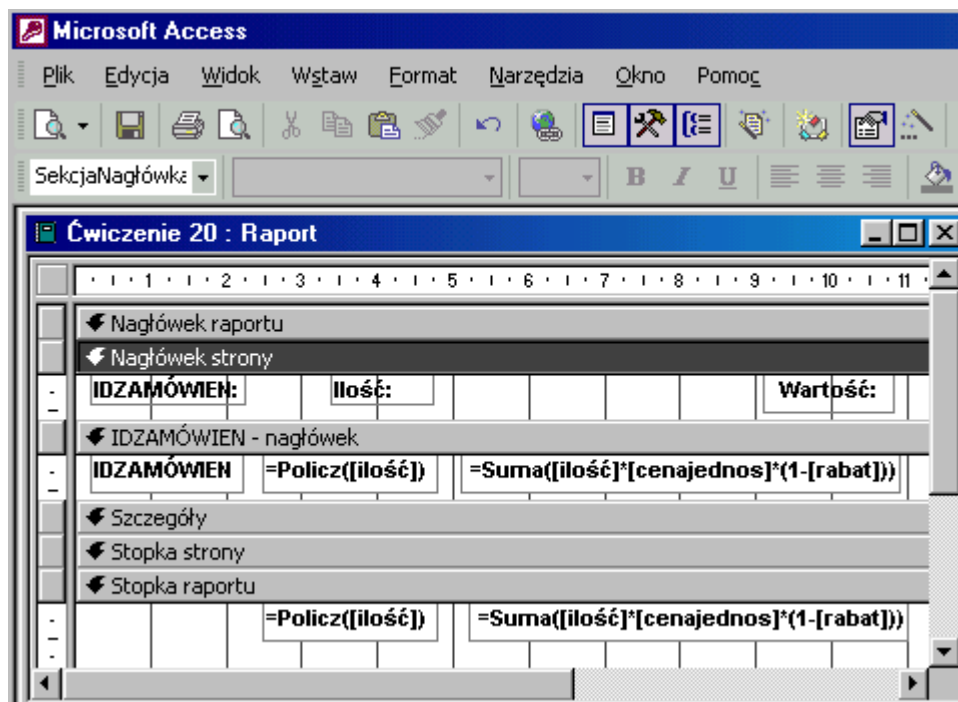 Microsoft Access
Plik Edycja Widok Wstaw Format Narzędzia Okno Pomoc
B I U
SekcjaNagłówka
Ćwiczenie 20 : Raport
1 2 3 4 5 6 7 8 9 10 11
Nagłówek raportu
Nagłówek strony
IDZAMÓWIEN: Ilość: Wartość:
IDZAMÓWIEN - nagłówek
IDZAMÓWIEN =Policz([ilość]) =Suma([ilość]*[cenajednos]*(1-[rabat]))
Szczegóły
Stopka strony
Stopka raportu
=Policz([ilość]) =Suma([ilość]*[cenajednos]*(1-[rabat]))